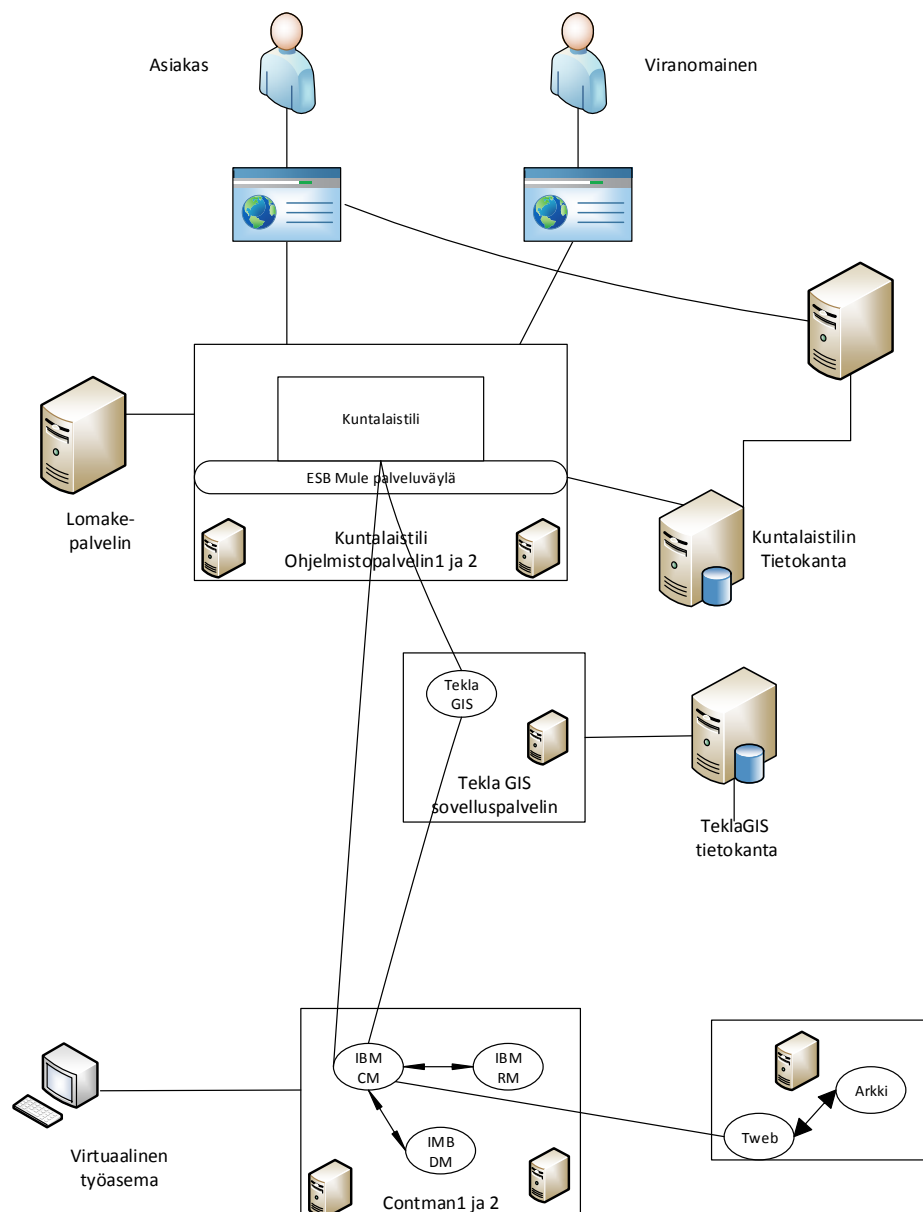 Asiakas
Viranomainen
Kuntalaistili
ESB Mule palveluväylä
Lomake-
palvelin
Kuntalaistili
Ohjelmistopalvelin1 ja 2
Kuntalaistilin
Tietokanta
Tekla
GIS
Tekla GIS
sovelluspalvelin
TeklaGIS
tietokanta
IBM
CM
IBM
RM
IMB
DM
Contman1 ja 2
Virtuaalinen
työasema
Arkki
Tweb